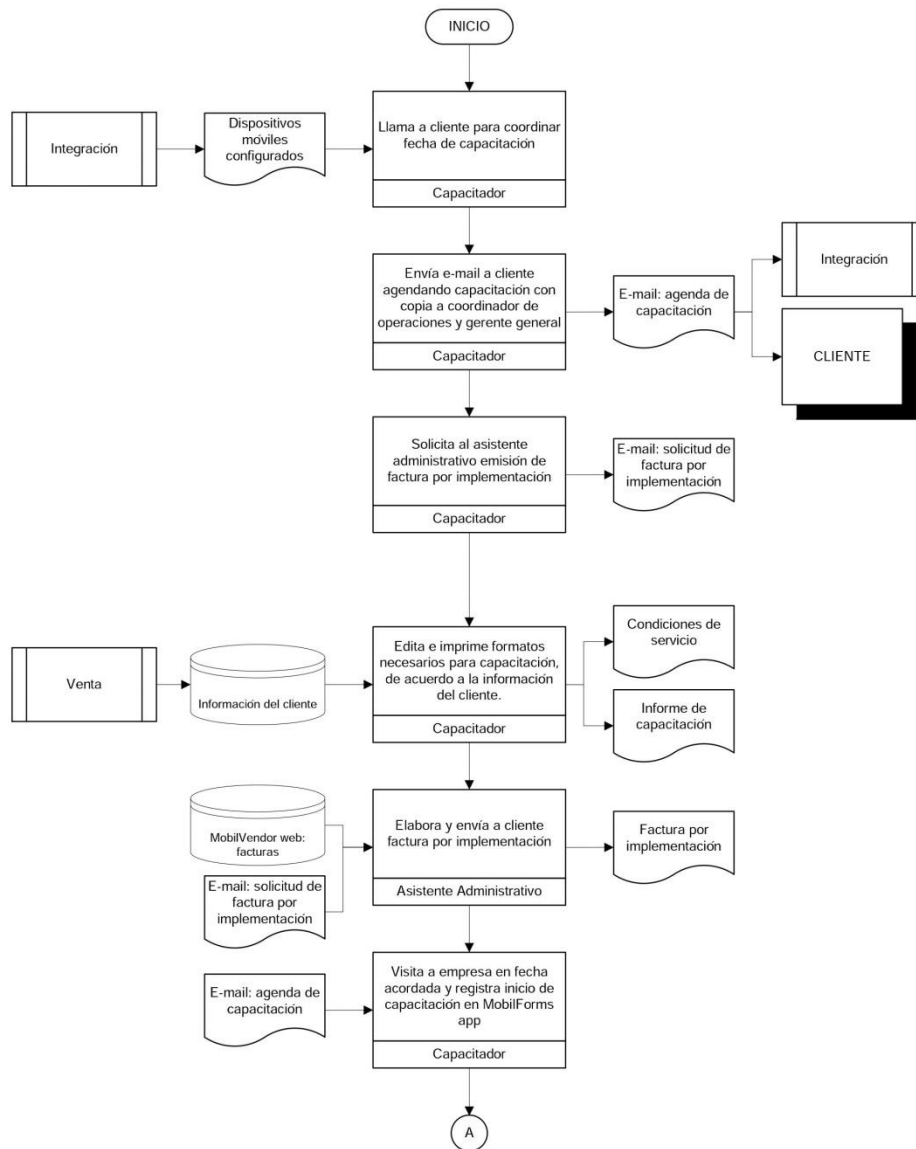 INICIO
Integración
Dispositivos
móviles
configurados
Llama a cliente para coordinar
fecha de capacitación
Capacitador
Envía e-mail a cliente
agendando capacitación con
copia a coordinador de
operaciones y gerente general
Capacitador
E-mail: agenda de
capacitación
Integración
CLIENTE
Solicita al asistente
administrativo emisión de
factura por implementación
Capacitador
E-mail: solicitud de
factura por
implementación
Venta
Información del cliente
Edita e imprime formatos
necesarios para capacitación,
de acuerdo a la información
del cliente.
Capacitador
Condiciones de
servicio
Informe de
capacitación
MobilVendor web:
facturas
E-mail: solicitud de
factura por
implementación
Elabora y envía a cliente
factura por implementación
Asistente Administrativo
Factura por
implementación
E-mail: agenda de
capacitación
Visita a empresa en fecha
acordada y registra inicio de
capacitación en MobilForms
app
Capacitador
A